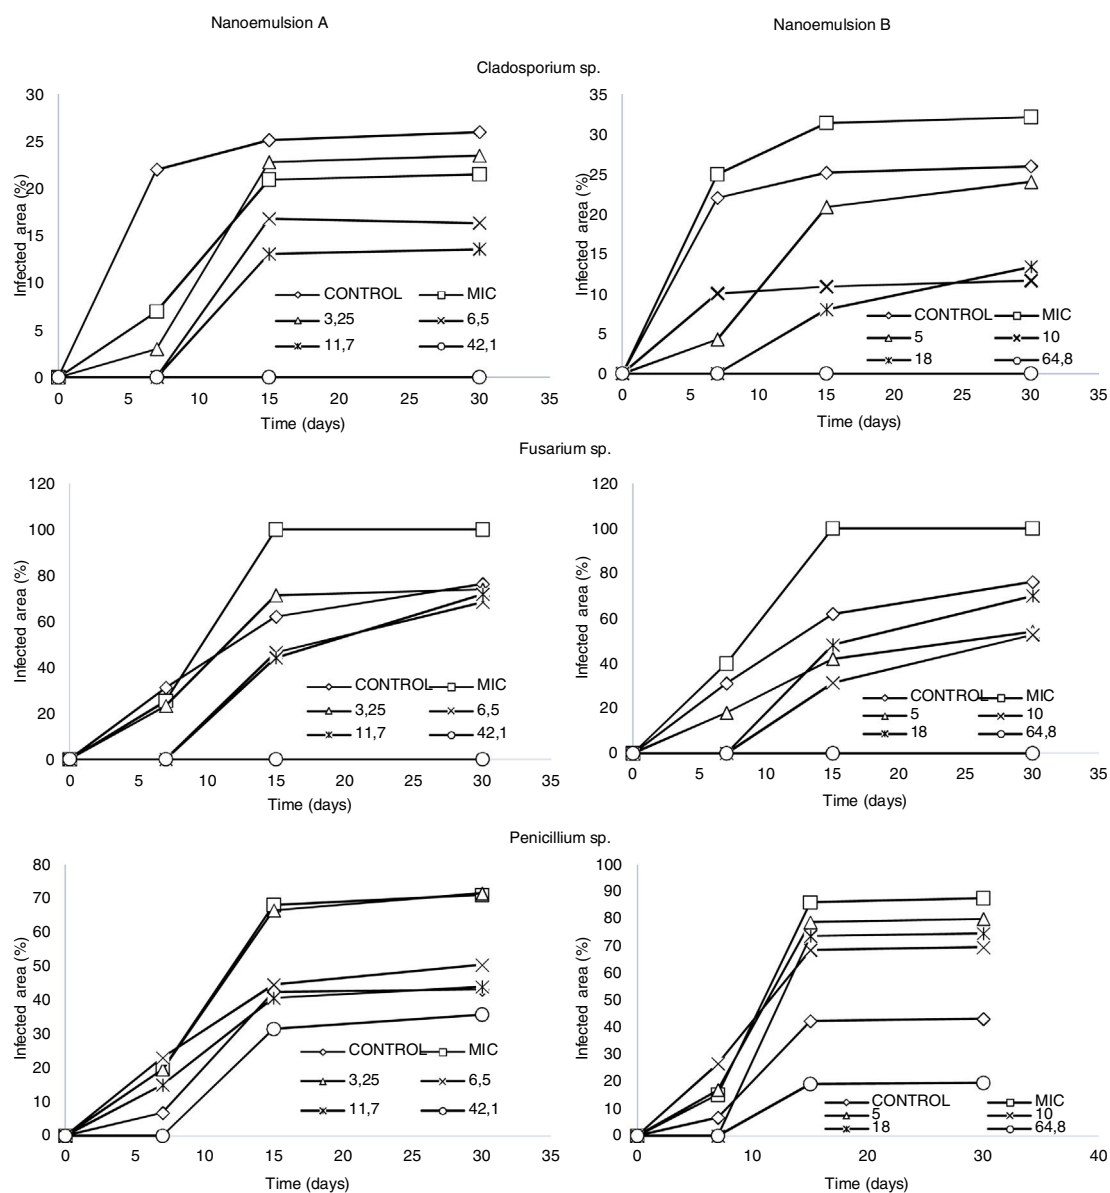 Nanoemulsion A
Nanoemulsion B
Cladosporium sp.
30
25
20
15
10
5
0
Infected area (%)
CONTROL MIC
3,25 6,5
11,7 42,1
0 5 10 15 20 25 30 35
Time (days)
35
30
25
20
15
10
5
0
Infected area (%)
CONTROL MIC
5 10
18 64,8
0 5 10 15 20 25 30 35
Time (days)
Fusarium sp.
120
100
80
60
40
20
0
Infected area (%)
CONTROL MIC
3,25 6,5
11,7 42,1
0 5 10 15 20 25 30 35
Time (days)
120
100
80
60
40
20
0
Infected area (%)
CONTROL MIC
5 10
18 64,8
0 5 10 15 20 25 30 35
Time (days)
Penicillium sp.
80
70
60
50
40
30
20
10
0
Infected area (%)
CONTROL MIC
3,25 6,5
11,7 42,1
0 5 10 15 20 25 30 35
Time (days)
100
90
80
70
60
50
40
30
20
10
0
Infected area (%)
CONTROL MIC
5 10
18 64,8
0 10 20 30 40
Time (days)